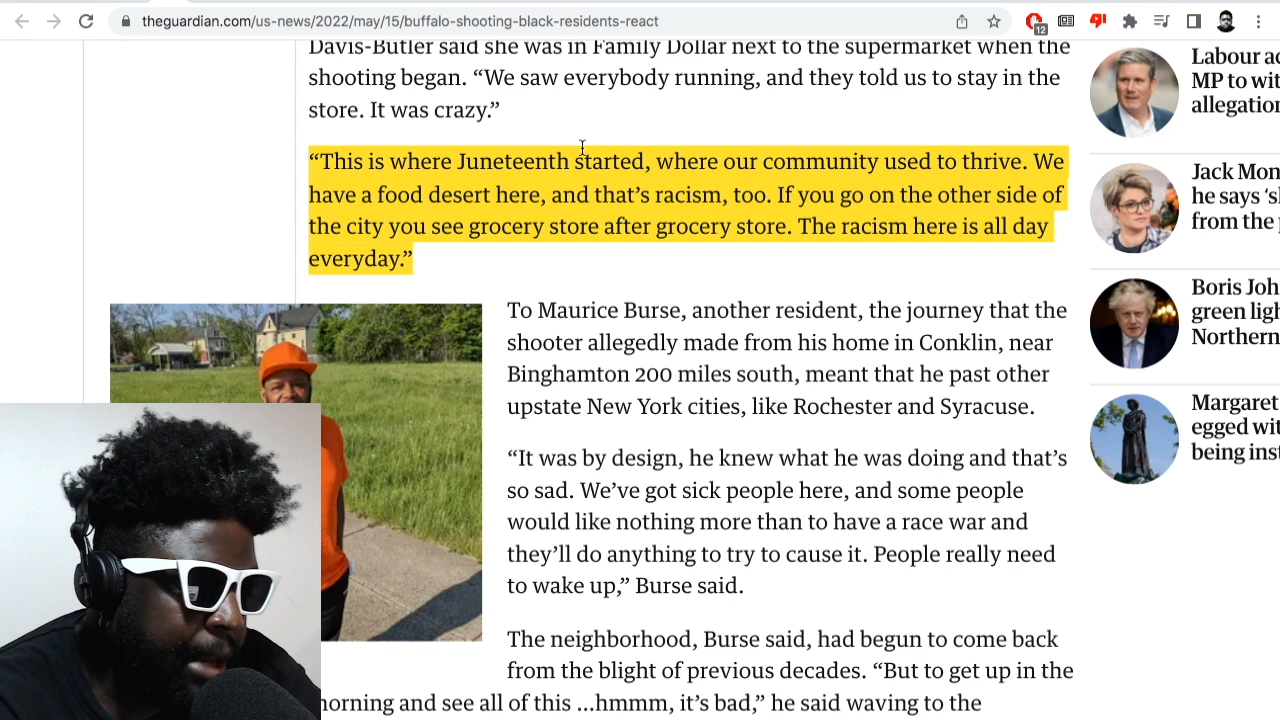 theguardian.com/us-news/2022/may/15/buffalo-shooting-black-residents-react
12
Davis-Butler said she was in Family Dollar next to the supermarket when the
shooting began. “We saw everybody running, and they told us to stay in the
store. It was crazy.”
“This is where Juneteenth started, where our community used to thrive. We
have a food desert here, and that’s racism, too. If you go on the other side of
the city you see grocery store after grocery store. The racism here is all day
everyday.”
To Maurice Burse, another resident, the journey that the
shooter allegedly made from his home in Conklin, near
Binghamton 200 miles south, meant that he past other
upstate New York cities, like Rochester and Syracuse.
“It was by design, he knew what he was doing and that’s
so sad. We’ve got sick people here, and some people
would like nothing more than to have a race war and
they’ll do anything to try to cause it. People really need
to wake up,” Burse said.
The neighborhood, Burse said, had begun to come back
from the blight of previous decades. “But to get up in the
morning and see all of this ...hmmm, it’s bad,” he said waving to the
Labour
MP to
allegation
Jack
he says
from the
Boris
green
Northern
Margaret
egged
being